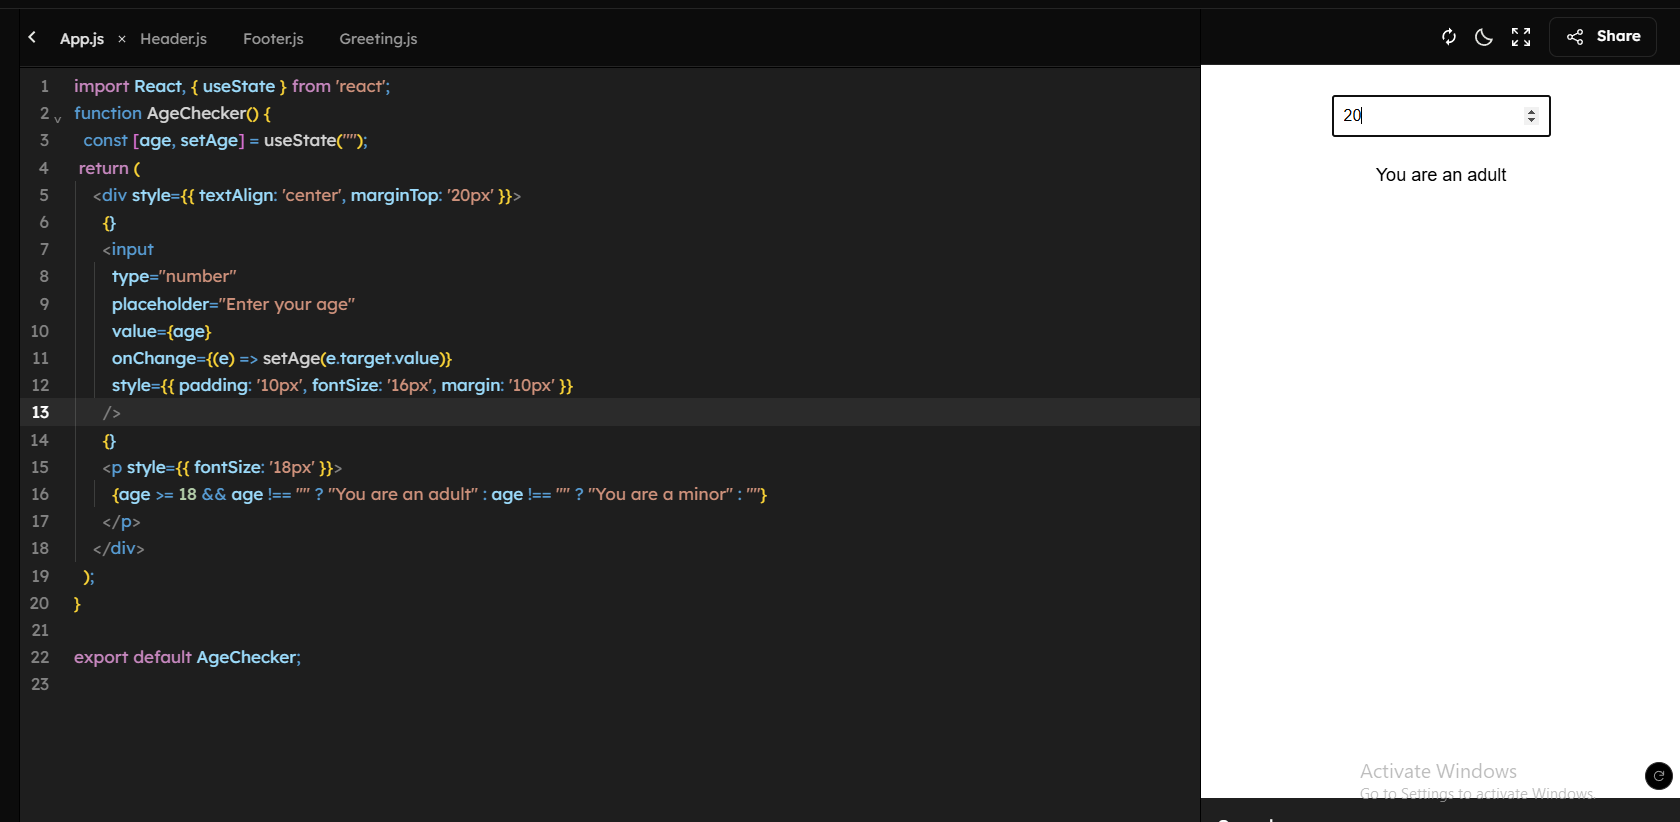 App.js × Header.js Footer.js Greeting.js
Share
1 import React, { useState } from 'react';
2 function AgeChecker() {
3 const [age, setAge] = useState("");
4 return (
5 <div style={{ textAlign: 'center', marginTop: '20px' }}>
6 {}
7 <input
8 type="number"
9 placeholder="Enter your age"
10 value={age}
11 onChange={(e) => setAge(e.target.value)}
12 style={{ padding: '10px', fontSize: '16px', margin: '10px' }}
13 />
14 {}
15 <p style={{ fontSize: '18px' }}>
16 {age >= 18 && age !== "" ? "You are an adult" : age !== "" ? "You are a minor" : ""}
17 </p>
18 </div>
19 );
20 }
21
22 export default AgeChecker;
23
20
You are an adult
Activate Windows
Go to Settings to activate Windows.